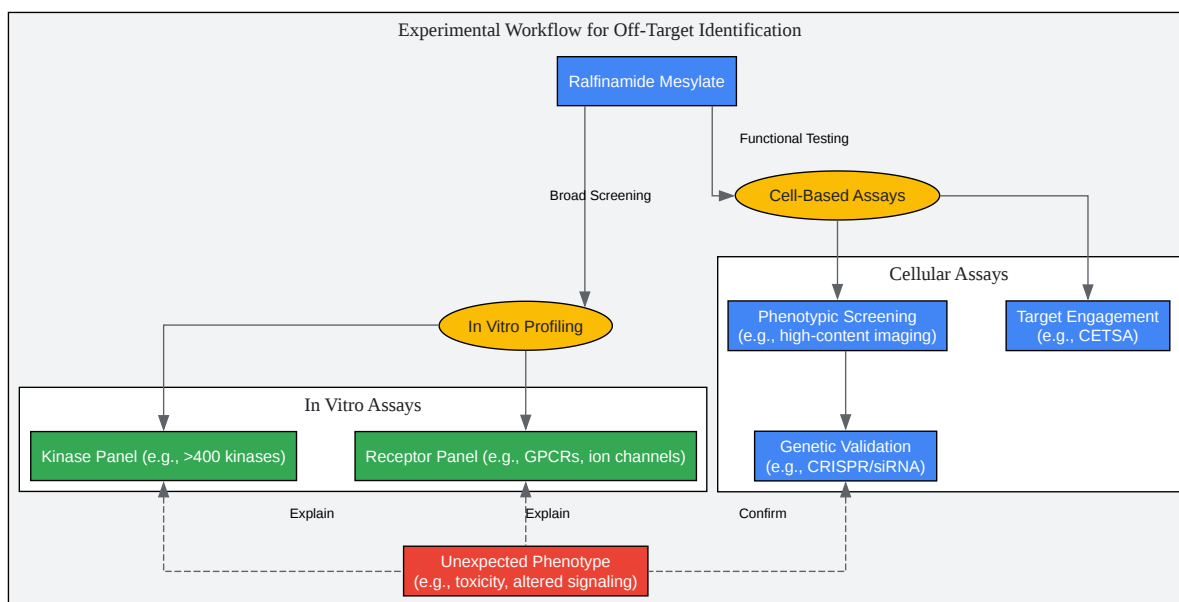 Experimental Workflow for Off-Target Identification
Ralfinamide Mesylate
Functional Testing
Broad Screening
Cell-Based Assays
Cellular Assays
Phenotypic Screening
(e.g., high-content imaging)
Target Engagement
(e.g., CETSA)
In Vitro Profiling
In Vitro Assays
Kinase Panel (e.g., >400 kinases)
Receptor Panel (e.g., GPCRs, ion channels)
Genetic Validation
(e.g., CRISPR/siRNA)
Explain
Explain
Confirm
Unexpected Phenotype
(e.g., toxicity, altered signaling)